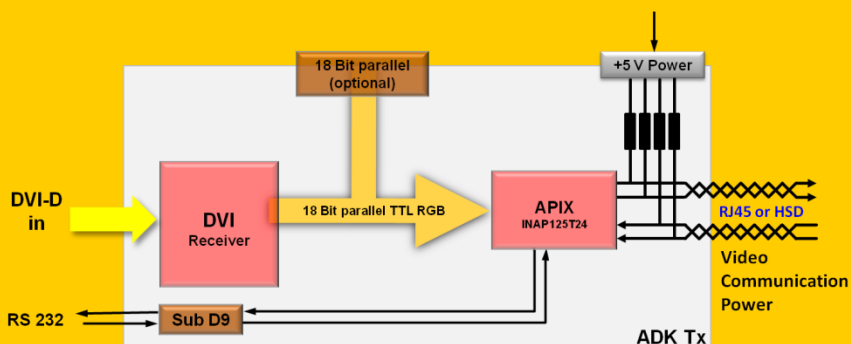 18 Bit parallel
(optional)
+5 V Power
DVI-D
in
DVI
Receiver
18 Bit parallel TTL RGB
APIX
INAP125T24
RJ45 or HSD
Video
Communication
Power
RS 232
Sub D9
ADK Tx